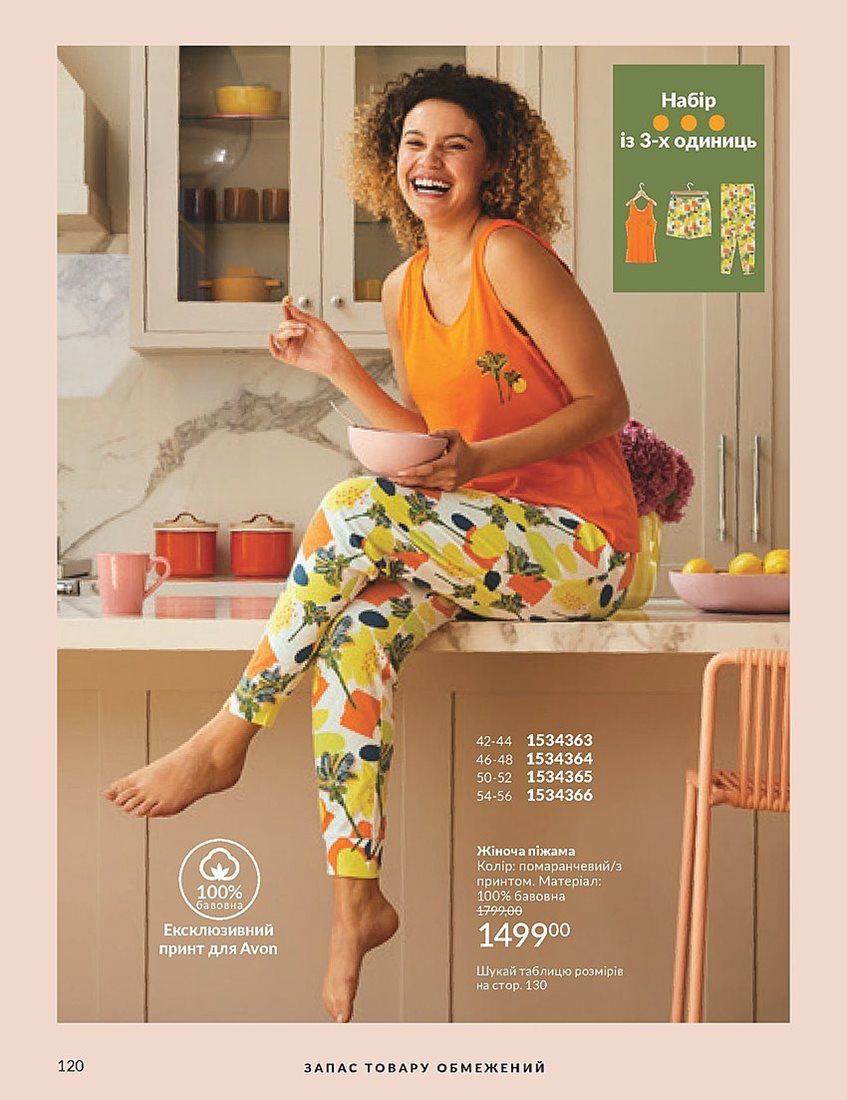 Набір
із 3-х одиниць
42-44 1534363
46-48 1534364
50-52 1534365
54-56 1534366
100%
бавовна
Ексклюзивний
принт для Avon
Жіноча піжама
Колір: помаранчевий/з
принтом. Матеріал:
100% бавовна
1799,00
1499⁰⁰
Шукай таблицю розмірів
на стор. 130
120
ЗАПАС ТОВАРУ ОБМЕЖЕНИЙ